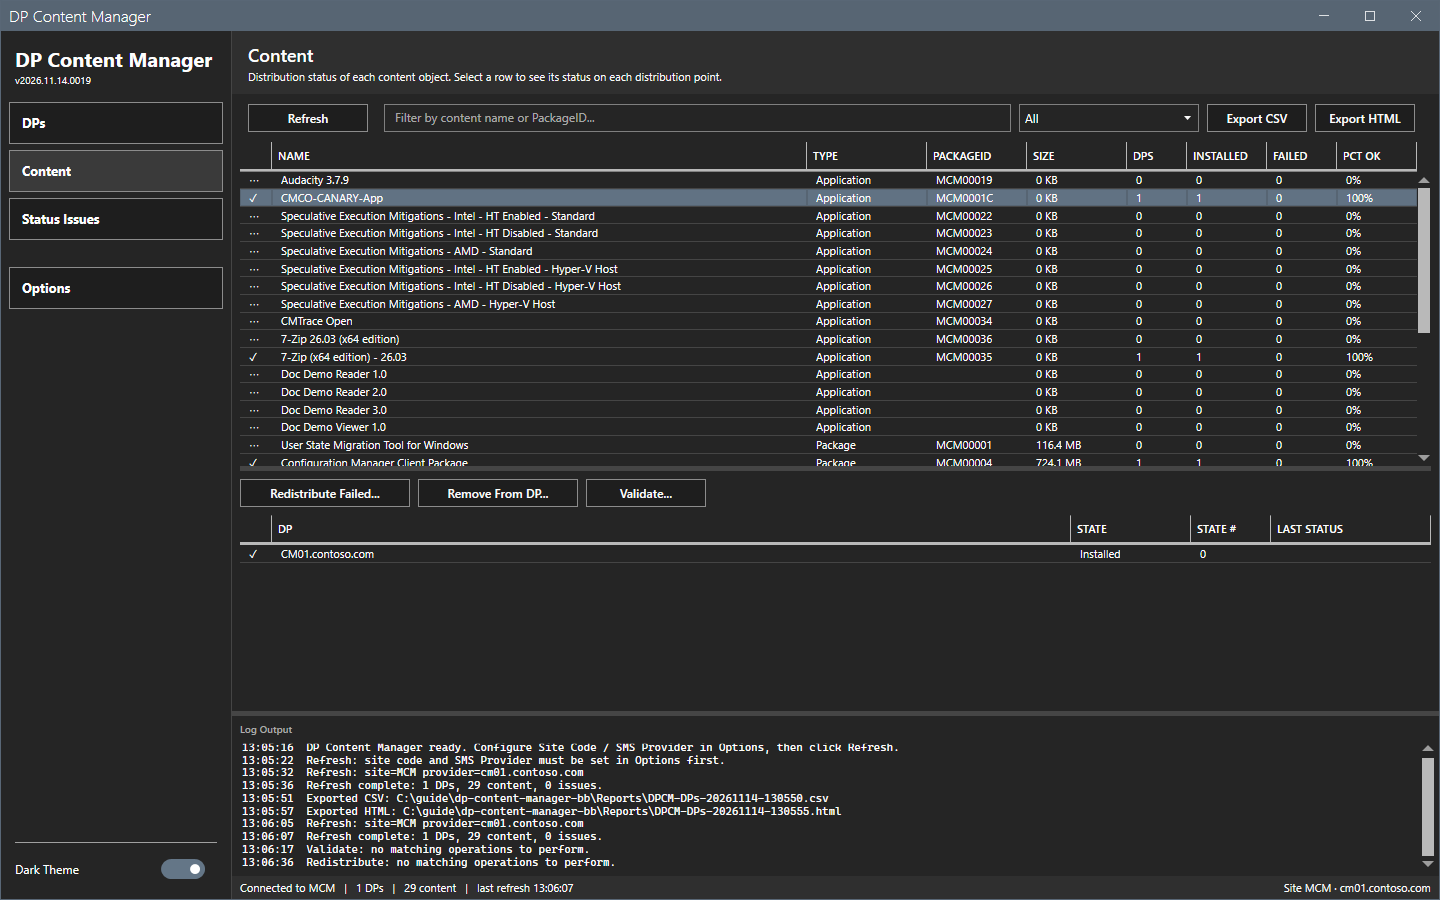 DP Content Manager
DP Content Manager
v2026.11.14.0019
DPs
Content
Status Issues
Options
Dark Theme
Content
Distribution status of each content object. Select a row to see its status on each distribution point.
Refresh Filter by content name or PackageID... All Export CSV Export HTML
NAME TYPE PACKAGEID SIZE DPS INSTALLED FAILED PCT OK
... Audacity 3.7.9 Application MCM00019 0 KB 0 0 0 0%
✓ CMCO-CANARY-App Application MCM0001C 0 KB 1 1 0 100%
... Speculative Execution Mitigations - Intel - HT Enabled - Standard Application MCM00022 0 KB 0 0 0 0%
... Speculative Execution Mitigations - Intel - HT Disabled - Standard Application MCM00023 0 KB 0 0 0 0%
... Speculative Execution Mitigations - AMD - Standard Application MCM00024 0 KB 0 0 0 0%
... Speculative Execution Mitigations - Intel - HT Enabled - Hyper-V Host Application MCM00025 0 KB 0 0 0 0%
... Speculative Execution Mitigations - Intel - HT Disabled - Hyper-V Host Application MCM00026 0 KB 0 0 0 0%
... Speculative Execution Mitigations - AMD - Hyper-V Host Application MCM00027 0 KB 0 0 0 0%
... CMTrace Open Application MCM00034 0 KB 0 0 0 0%
... 7-Zip 26.03 (x64 edition) Application MCM00036 0 KB 0 0 0 0%
✓ 7-Zip (x64 edition) - 26.03 Application MCM00035 0 KB 1 1 0 100%
... Doc Demo Reader 1.0 Application 0 KB 0 0 0 0%
... Doc Demo Reader 2.0 Application 0 KB 0 0 0 0%
... Doc Demo Reader 3.0 Application 0 KB 0 0 0 0%
... Doc Demo Viewer 1.0 Application 0 KB 0 0 0 0%
... User State Migration Tool for Windows Package MCM00001 116.4 MB 0 0 0 0%
✓ Configuration Manager Client Package Package MCM00004 724.1 MB 1 1 0 100%
Redistribute Failed... Remove From DP... Validate...
DP STATE STATE # LAST STATUS
✓ CM01.contoso.com Installed 0
Log Output
13:05:16 DP Content Manager ready. Configure Site Code / SMS Provider in Options, then click Refresh.
13:05:22 Refresh: site code and SMS Provider must be set in Options first.
13:05:32 Refresh: site=MCM provider=cm01.contoso.com
13:05:36 Refresh complete: 1 DPs, 29 content, 0 issues.
13:05:51 Exported CSV: C:\guide\dp-content-manager-bb\Reports\DPCM-DPs-20261114-130550.csv
13:05:57 Exported HTML: C:\guide\dp-content-manager-bb\Reports\DPCM-DPs-20261114-130555.html
13:06:05 Refresh: site=MCM provider=cm01.contoso.com
13:06:07 Refresh complete: 1 DPs, 29 content, 0 issues.
13:06:17 Validate: no matching operations to perform.
13:06:36 Redistribute: no matching operations to perform.
Connected to MCM | 1 DPs | 29 content | last refresh 13:06:07 Site MCM · cm01.contoso.com